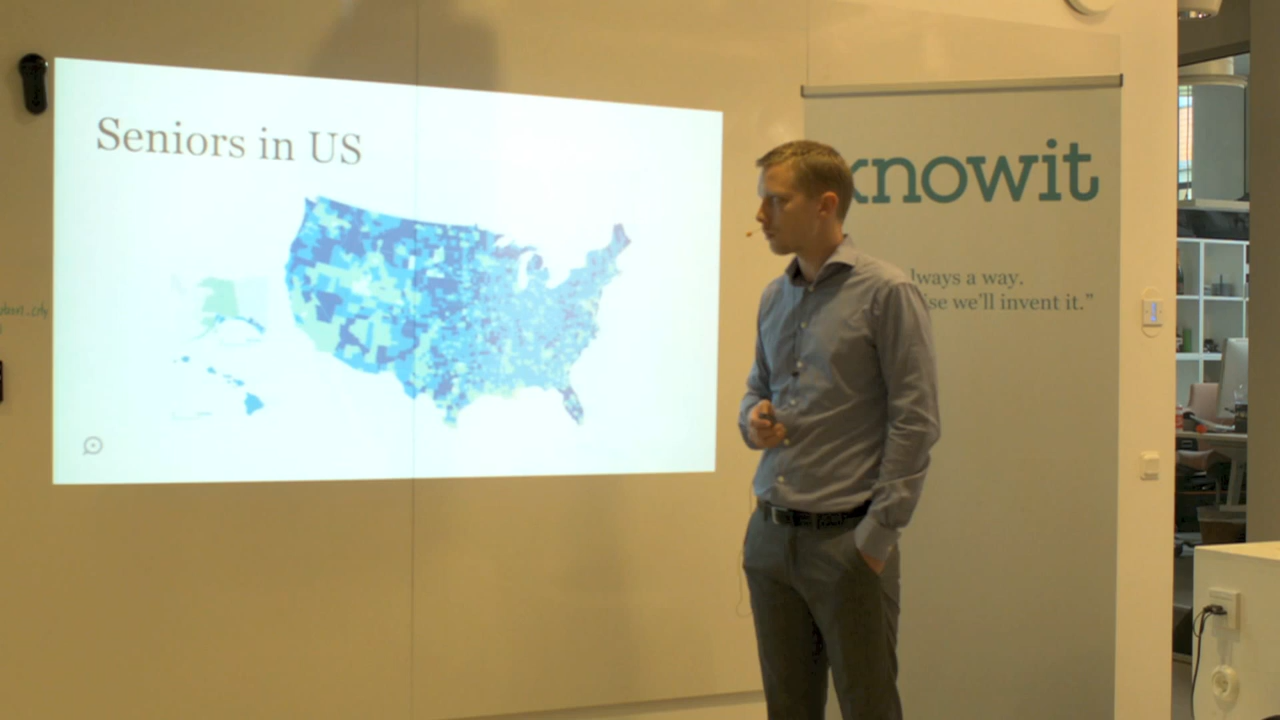 Seniors in US
knowit
lways a way.
ise we'll invent it.”